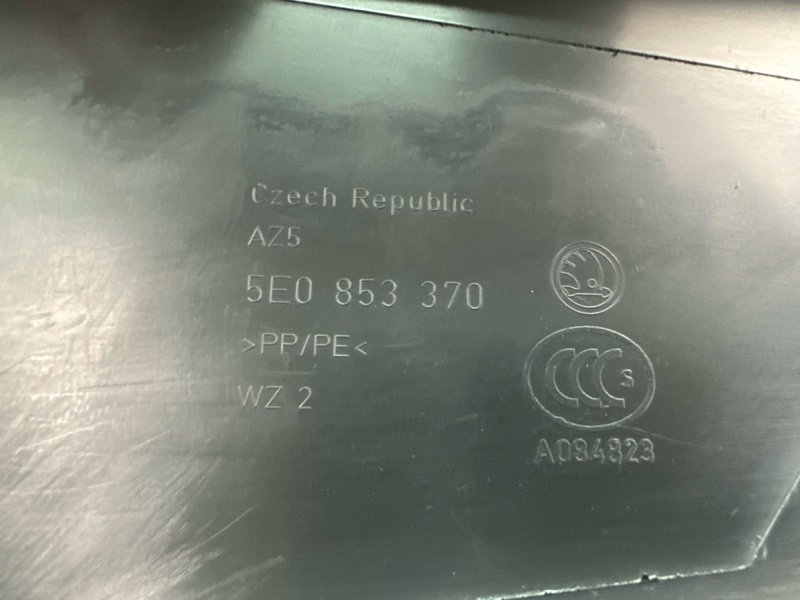 Czech Republic
AZ5
5E0 853 370
>PP/PE<
WZ 2
CCC S
A084823